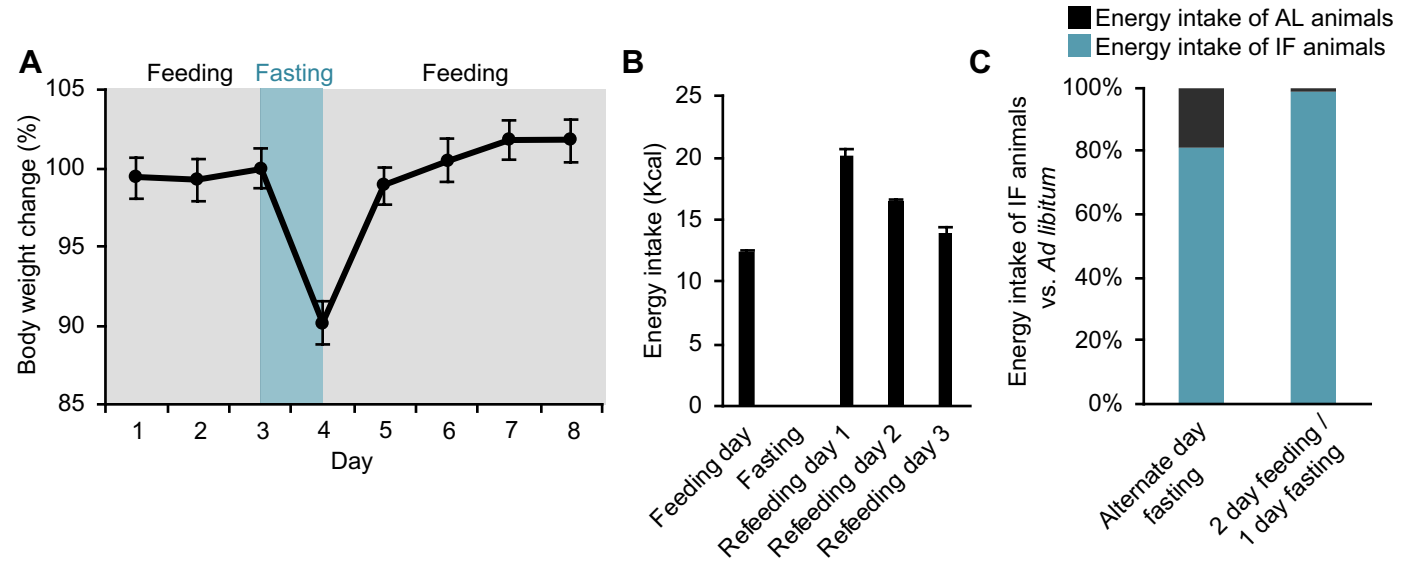 A
Feeding
Fasting
Feeding
105
100
95
90
85
Body weight change (%)
1
2
3
4
5
6
7
8
Day
B
25
20
15
10
5
0
Energy intake (Kcal)
Feeding day
Fasting
Refeeding day 1
Refeeding day 2
Refeeding day 3
C
Energy intake of AL animals
Energy intake of IF animals
100%
80%
60%
40%
20%
0%
Energy intake of IF animals
vs. Ad libitum
Alternate day
fasting
2 day feeding /
1 day fasting